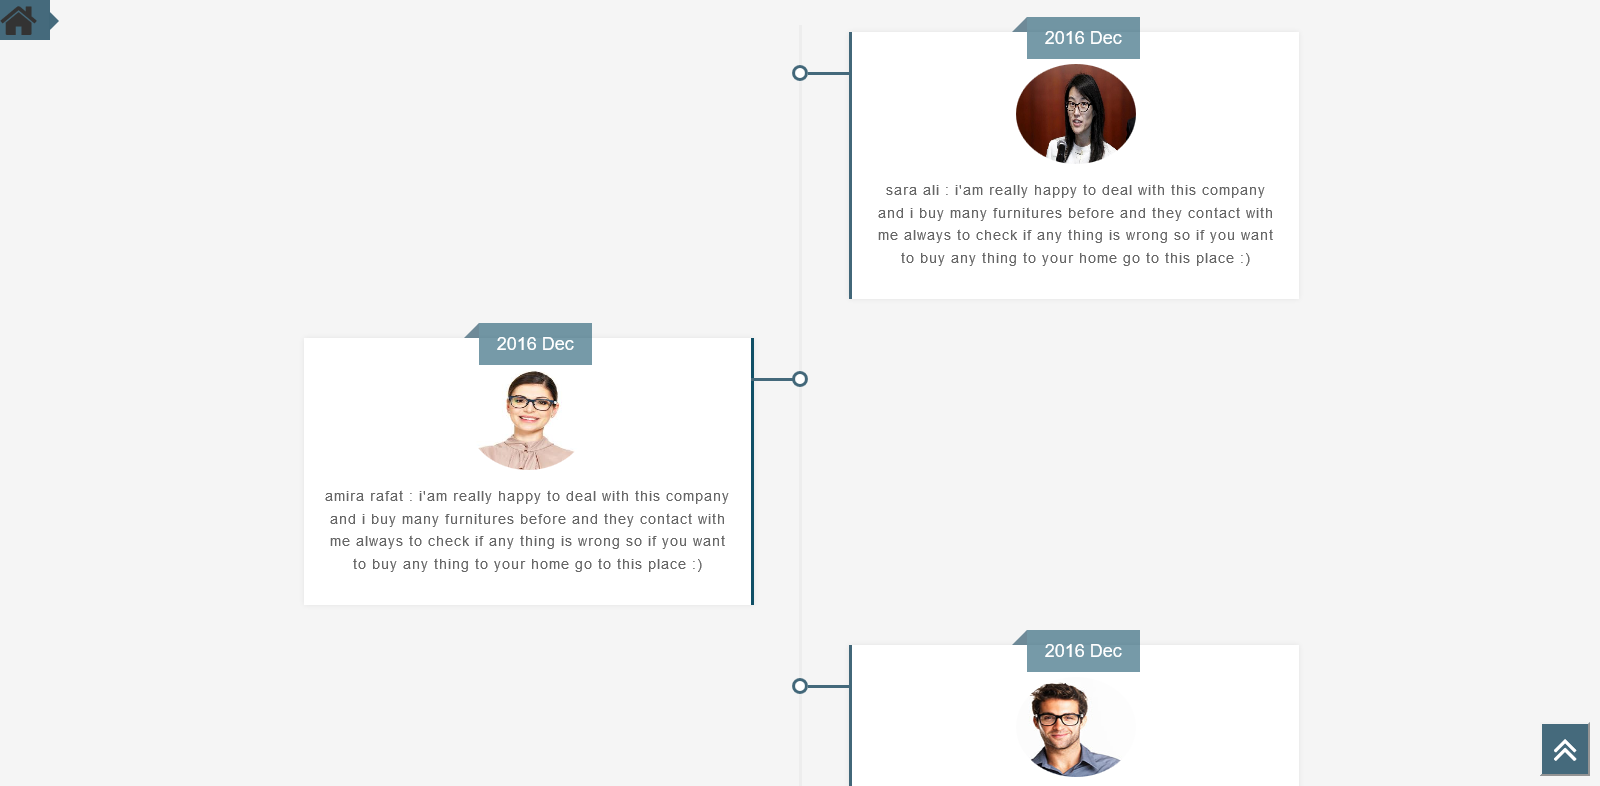 2016 Dec
sara ali : i'am really happy to deal with this company
and i buy many furnitures before and they contact with
me always to check if any thing is wrong so if you want
to buy any thing to your home go to this place :)
2016 Dec
amira rafat : i'am really happy to deal with this company
and i buy many furnitures before and they contact with
me always to check if any thing is wrong so if you want
to buy any thing to your home go to this place :)
2016 Dec